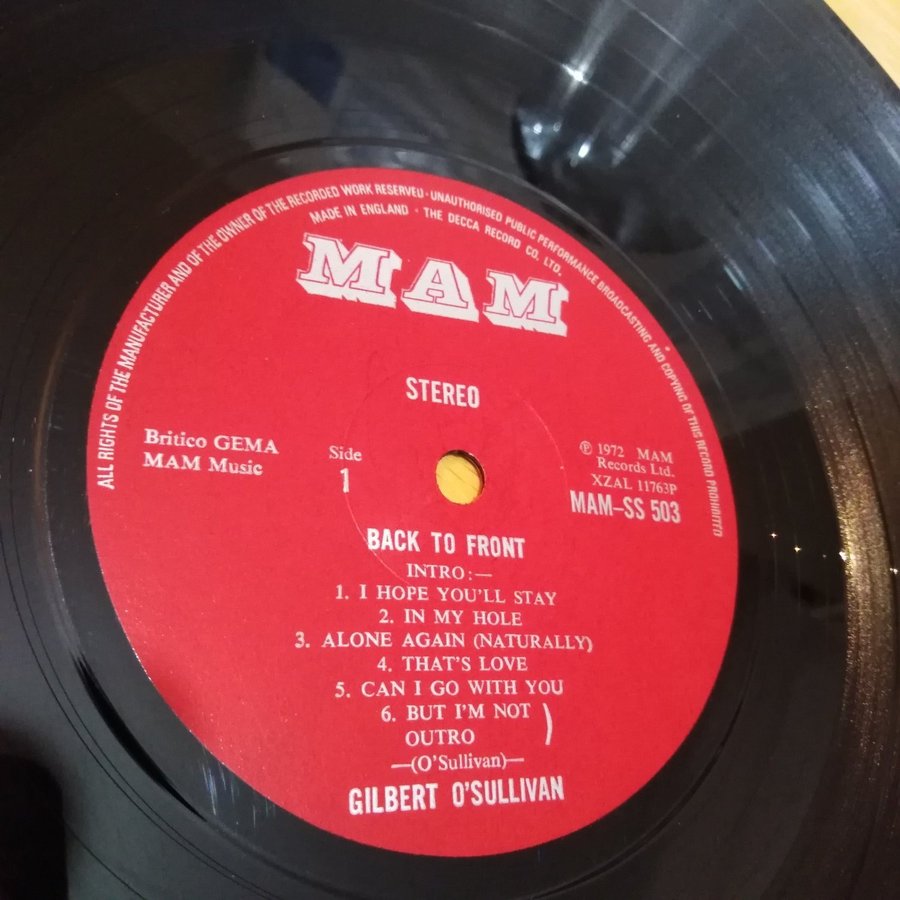 ALL RIGHTS OF THE MANUFACTURER AND OF THE OWNER OF THE RECORDED WORK RESERVED · UNAUTHORISED PUBLIC PERFORMANCE BROADCASTING AND COPYING OF THIS RECORD PROHIBITED
MADE IN ENGLAND · THE DECCA RECORD CO. LTD.
MAM
STEREO
Britico GEMA
MAM Music
Side
1
℗ 1972 MAM
Records Ltd.
XZAL 11763P
MAM–SS 503
BACK TO FRONT
INTRO:—
1. I HOPE YOU'LL STAY
2. IN MY HOLE
3. ALONE AGAIN (NATURALLY)
4. THAT'S LOVE
5. CAN I GO WITH YOU
6. BUT I'M NOT )
OUTRO
—(O'Sullivan)—
GILBERT O'SULLIVAN